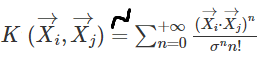 K (X⃗ᵢ, X⃗ⱼ) ≅ ∑ₙ₌₀⁺∞ (X⃗ᵢ·X⃗ⱼ)ⁿ / σⁿn!